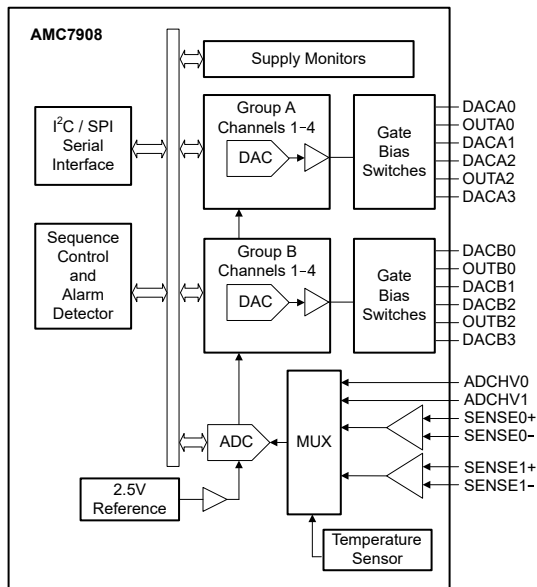 AMC7908
Supply Monitors
I²C / SPI
Serial
Interface
Group A
Channels 1–4
DAC
Gate
Bias
Switches
DACA0
OUTA0
DACA1
DACA2
OUTA2
DACA3
Sequence
Control
and
Alarm
Detector
Group B
Channels 1–4
DAC
Gate
Bias
Switches
DACB0
OUTB0
DACB1
DACB2
OUTB2
DACB3
ADC
MUX
ADCHV0
ADCHV1
SENSE0+
SENSE0−
SENSE1+
SENSE1−
2.5V
Reference
Temperature
Sensor